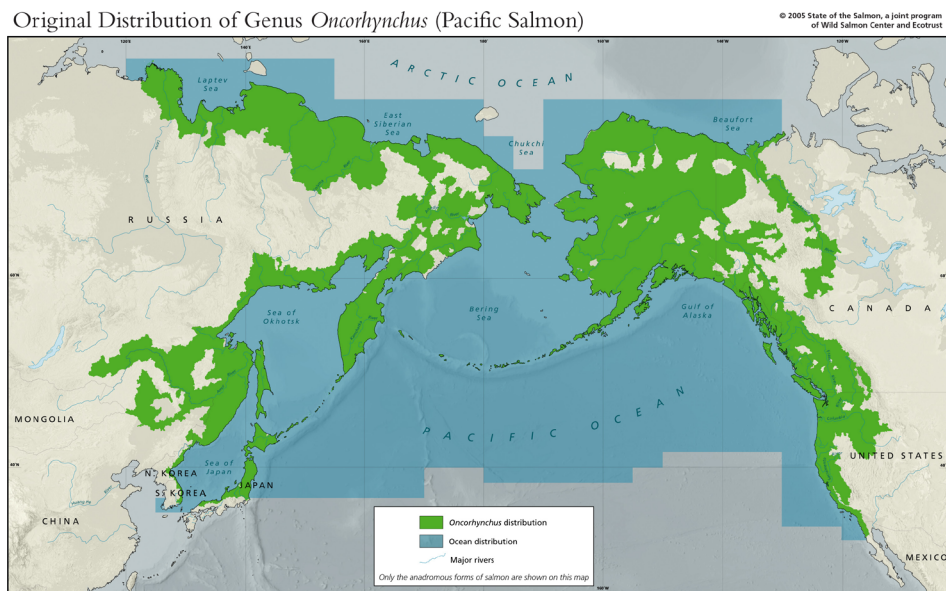 Original Distribution of Genus Oncorhynchus (Pacific Salmon)
© 2005 State of the Salmon, a joint program
of Wild Salmon Center and Ecotrust
ARCTIC OCEAN
Laptev
Sea
East
Siberian
Sea
Chukchi
Sea
Beaufort
Sea
RUSSIA
Sea of
Okhotsk
Bering
Sea
Gulf of
Alaska
CANADA
PACIFIC OCEAN
MONGOLIA
N. KOREA
S. KOREA
Sea of
Japan
JAPAN
CHINA
UNITED STATES
MEXICO
Oncorhynchus distribution
Ocean distribution
Major rivers
Only the anadromous forms of salmon are shown on this map